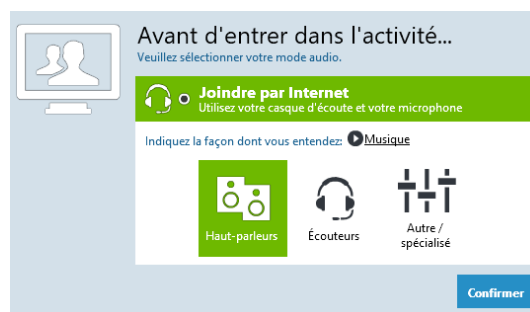 Avant d'entrer dans l'activité...
Veuillez sélectionner votre mode audio.
Joindre par Internet
Utilisez votre casque d'écoute et votre microphone
Indiquez la façon dont vous entendez: Musique
Haut-parleurs
Écouteurs
Autre /
spécialisé
Confirmer